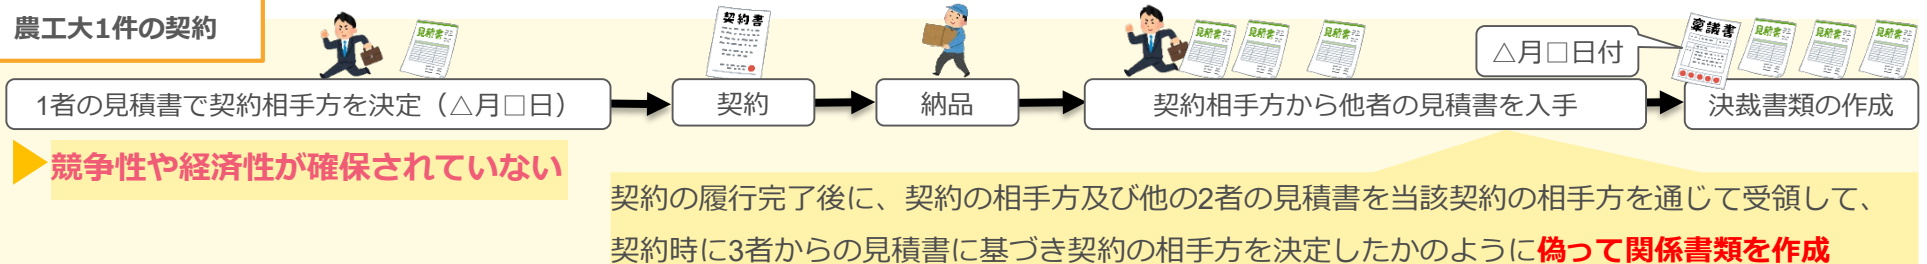 農工大1件の契約
見積書
契約書
見積書
見積書
見積書
△月□日付
稟議書
見積書
見積書
見積書
1者の見積書で契約相手方を決定（△月□日）
契約
納品
契約相手方から他者の見積書を入手
決裁書類の作成
競争性や経済性が確保されていない
契約の履行完了後に、契約の相手方及び他の2者の見積書を当該契約の相手方を通じて受領して、
契約時に3者からの見積書に基づき契約の相手方を決定したかのように偽って関係書類を作成